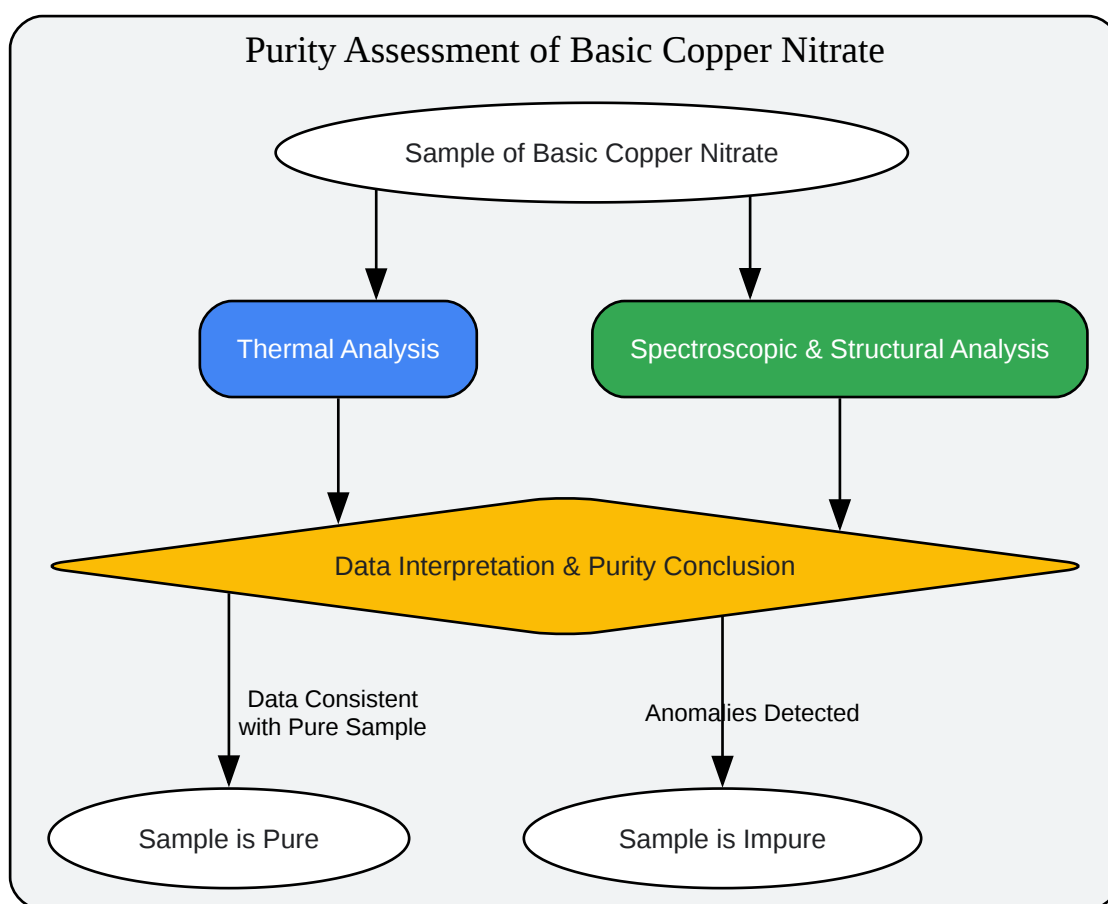 Purity Assessment of Basic Copper Nitrate
Sample of Basic Copper Nitrate
Thermal Analysis
Spectroscopic & Structural Analysis
Data Interpretation & Purity Conclusion
Data Consistent
with Pure Sample
Anomalies Detected
Sample is Pure
Sample is Impure